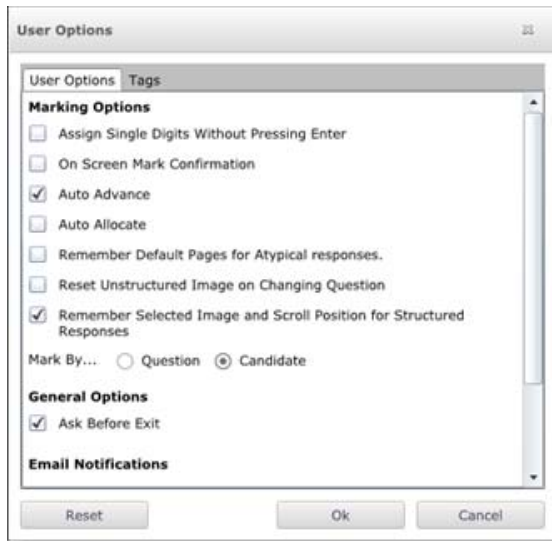 User Options
User Options Tags
Marking Options
Assign Single Digits Without Pressing Enter
On Screen Mark Confirmation
Auto Advance
Auto Allocate
Remember Default Pages for Atypical responses.
Reset Unstructured Image on Changing Question
Remember Selected Image and Scroll Position for Structured
Responses
Mark By... Question Candidate
General Options
Ask Before Exit
Email Notifications
Reset Ok Cancel